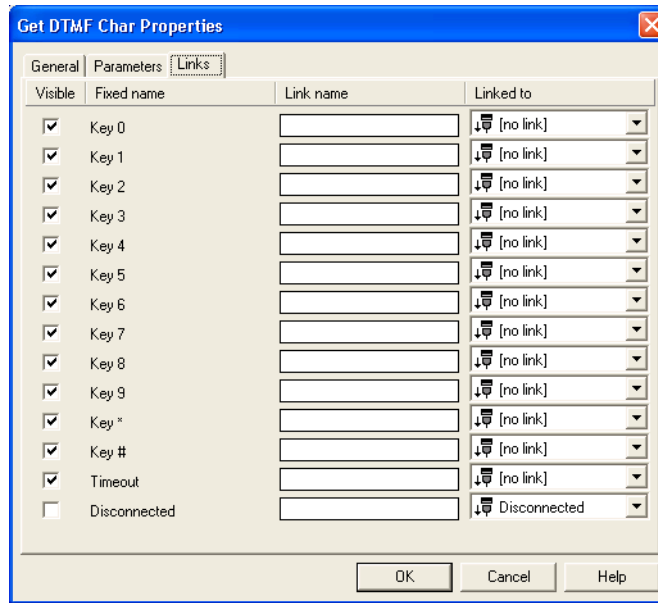 Get DTMF Char Properties
General Parameters Links
Visible Fixed name Link name Linked to
Key 0 [no link]
Key 1 [no link]
Key 2 [no link]
Key 3 [no link]
Key 4 [no link]
Key 5 [no link]
Key 6 [no link]
Key 7 [no link]
Key 8 [no link]
Key 9 [no link]
Key * [no link]
Key # [no link]
Timeout [no link]
Disconnected Disconnected
OK Cancel Help